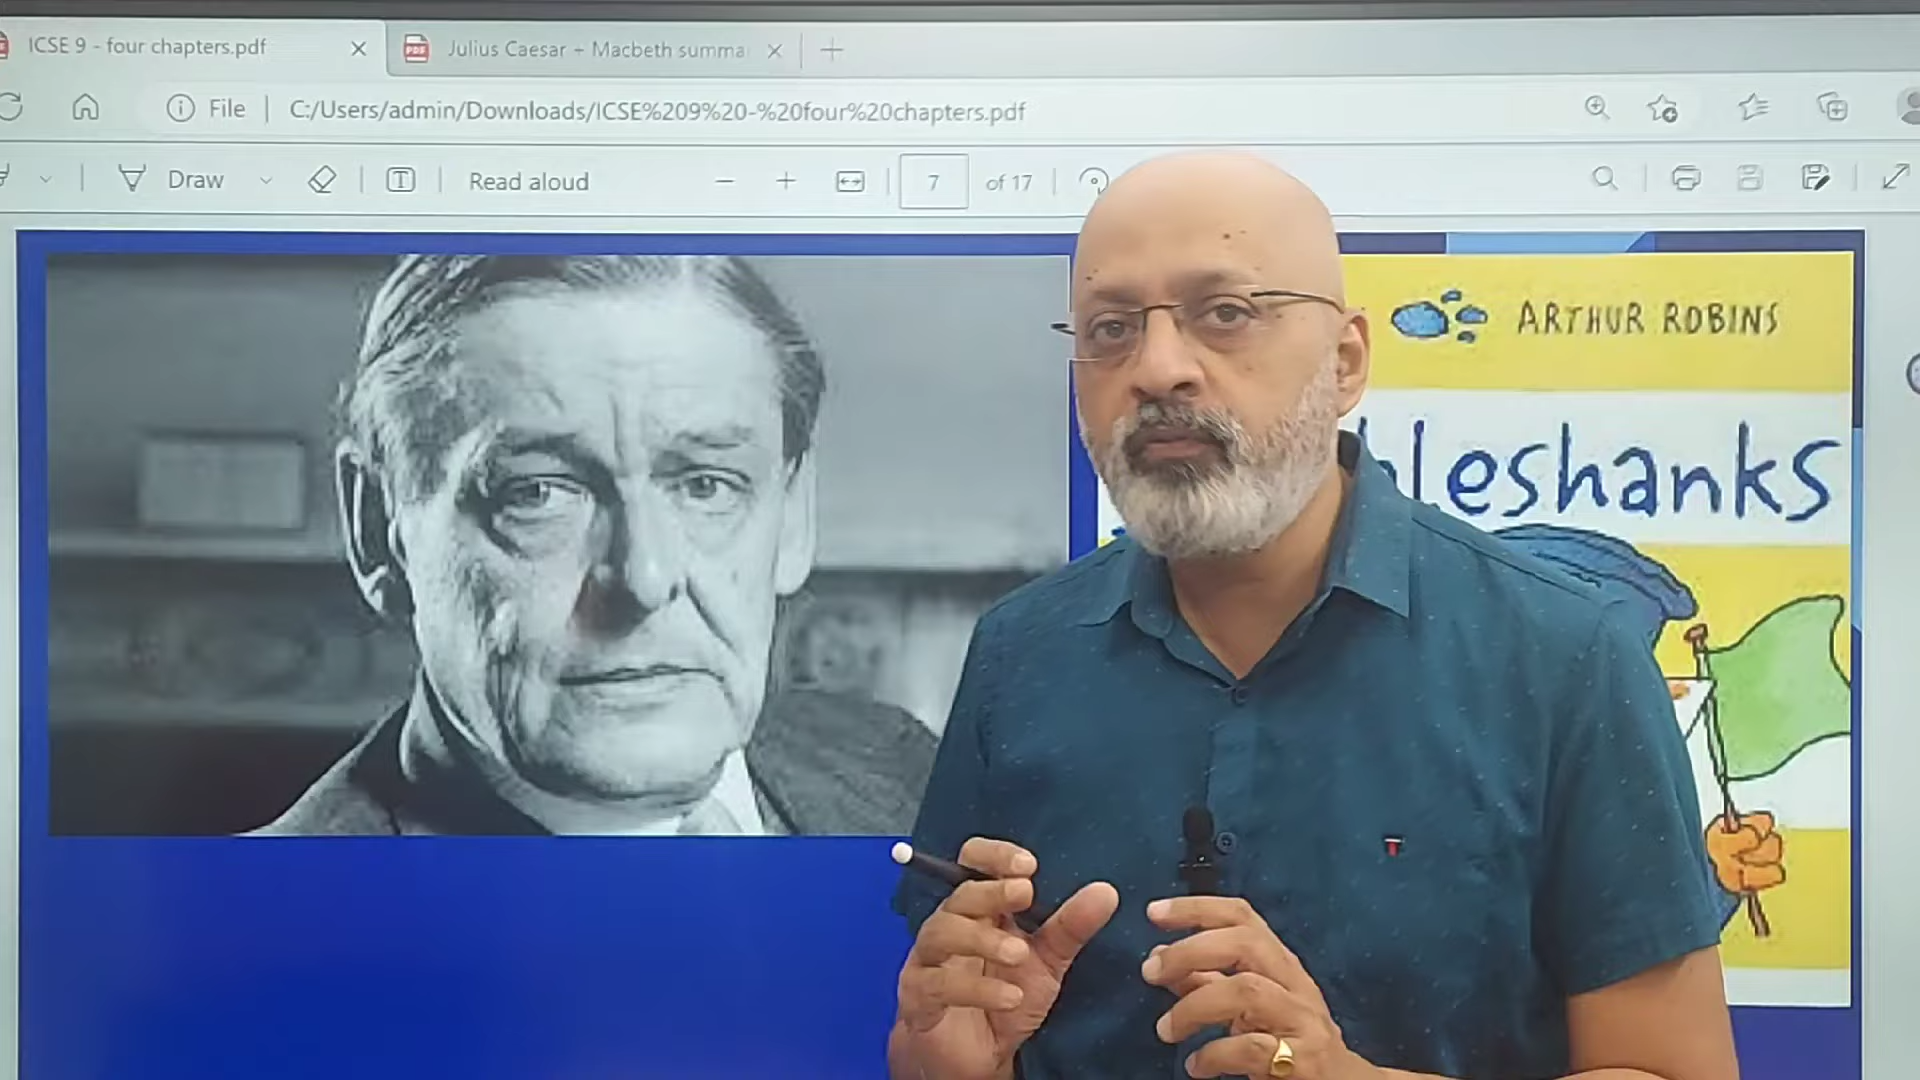 ICSE 9 - four chapters.pdf
Julius Caesar + Macbeth summa
File
C:/Users/admin/Downloads/ICSE%209%20-%20four%20chapters.pdf
Draw
Read aloud
7 of 17
ARTHUR ROBINS
bleshanks